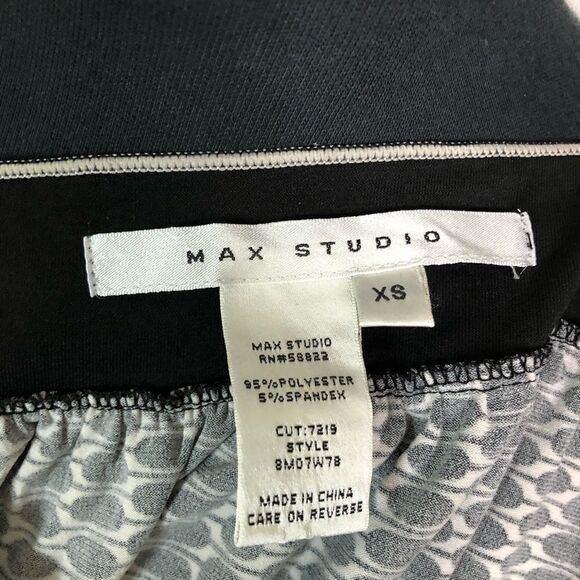 MAX STUDIO
XS
MAX STUDIO
RN#58822
95%POLYESTER
5%SPANDEX
CUT:7219
STYLE
8M07W78
MADE IN CHINA
CARE ON REVERSE